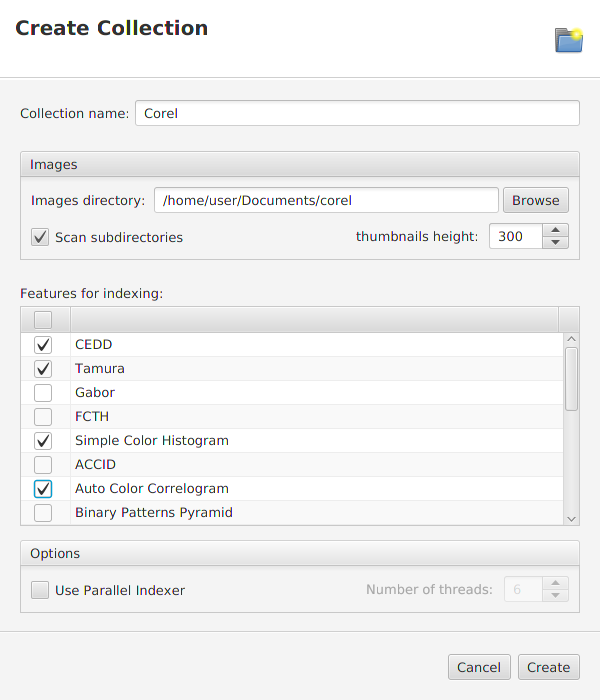 Create Collection
Collection name: Corel
Images
Images directory: /home/user/Documents/corel Browse
Scan subdirectories thumbnails height: 300
Features for indexing:
CEDD
Tamura
Gabor
FCTH
Simple Color Histogram
ACCID
Auto Color Correlogram
Binary Patterns Pyramid
Options
Use Parallel Indexer Number of threads: 6
Cancel Create